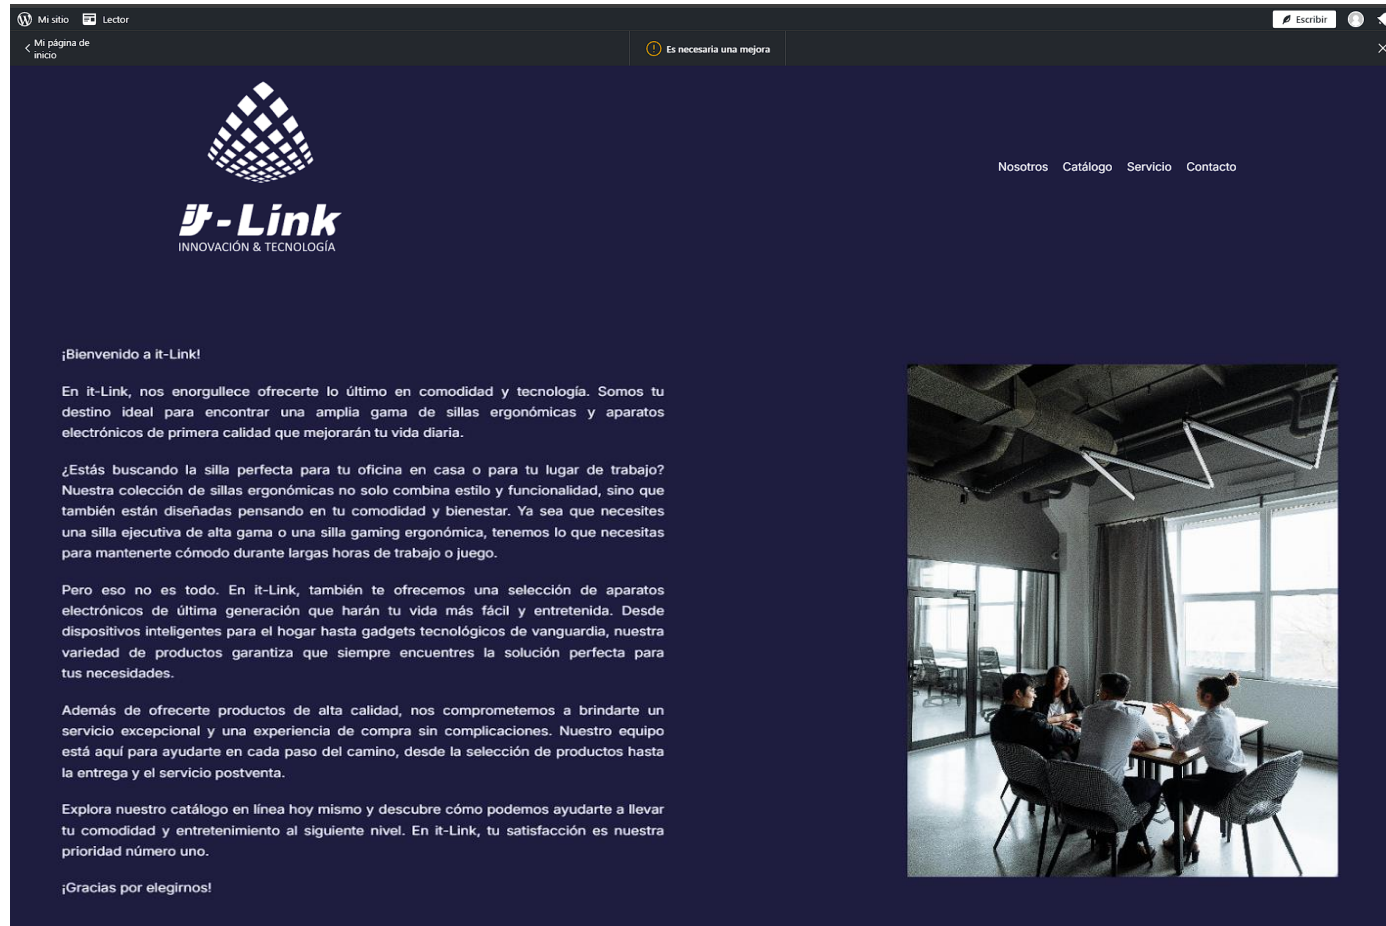 Mi sitio
Lector
Escribir
Mi página de
inicio
Es necesaria una mejora
it-Link
INNOVACIÓN & TECNOLOGÍA
Nosotros Catálogo Servicio Contacto
¡Bienvenido a it-Link!
En it-Link, nos enorgullece ofrecerte lo último en comodidad y tecnología. Somos tu
destino ideal para encontrar una amplia gama de sillas ergonómicas y aparatos
electrónicos de primera calidad que mejorarán tu vida diaria.
¿Estás buscando la silla perfecta para tu oficina en casa o para tu lugar de trabajo?
Nuestra colección de sillas ergonómicas no solo combina estilo y funcionalidad, sino que
también están diseñadas pensando en tu comodidad y bienestar. Ya sea que necesites
una silla ejecutiva de alta gama o una silla gaming ergonómica, tenemos lo que necesitas
para mantenerte cómodo durante largas horas de trabajo o juego.
Pero eso no es todo. En it-Link, también te ofrecemos una selección de aparatos
electrónicos de última generación que harán tu vida más fácil y entretenida. Desde
dispositivos inteligentes para el hogar hasta gadgets tecnológicos de vanguardia, nuestra
variedad de productos garantiza que siempre encuentres la solución perfecta para
tus necesidades.
Además de ofrecerte productos de alta calidad, nos comprometemos a brindarte un
servicio excepcional y una experiencia de compra sin complicaciones. Nuestro equipo
está aquí para ayudarte en cada paso del camino, desde la selección de productos hasta
la entrega y el servicio postventa.
Explora nuestro catálogo en línea hoy mismo y descubre cómo podemos ayudarte a llevar
tu comodidad y entretenimiento al siguiente nivel. En it-Link, tu satisfacción es nuestra
prioridad número uno.
¡Gracias por elegirnos!